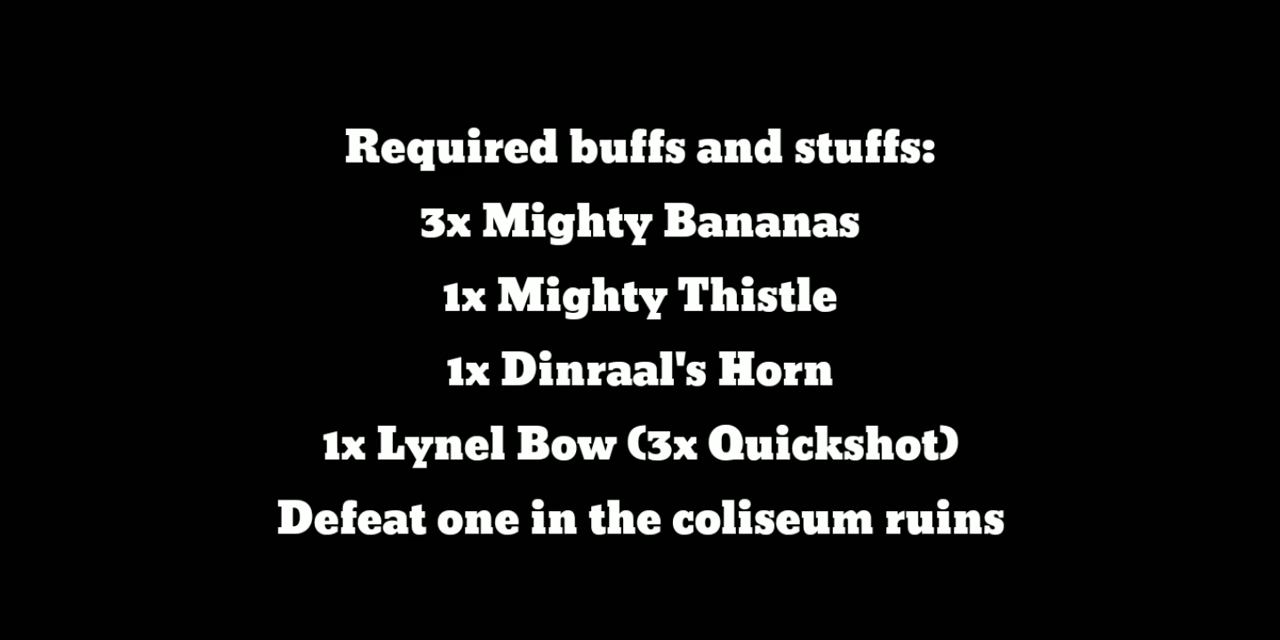 Required buffs and stuffs:
3x Mighty Bananas
1x Mighty Thistle
1x Dinraal's Horn
1x Lynel Bow (3x Quickshot)
Defeat one in the coliseum ruins